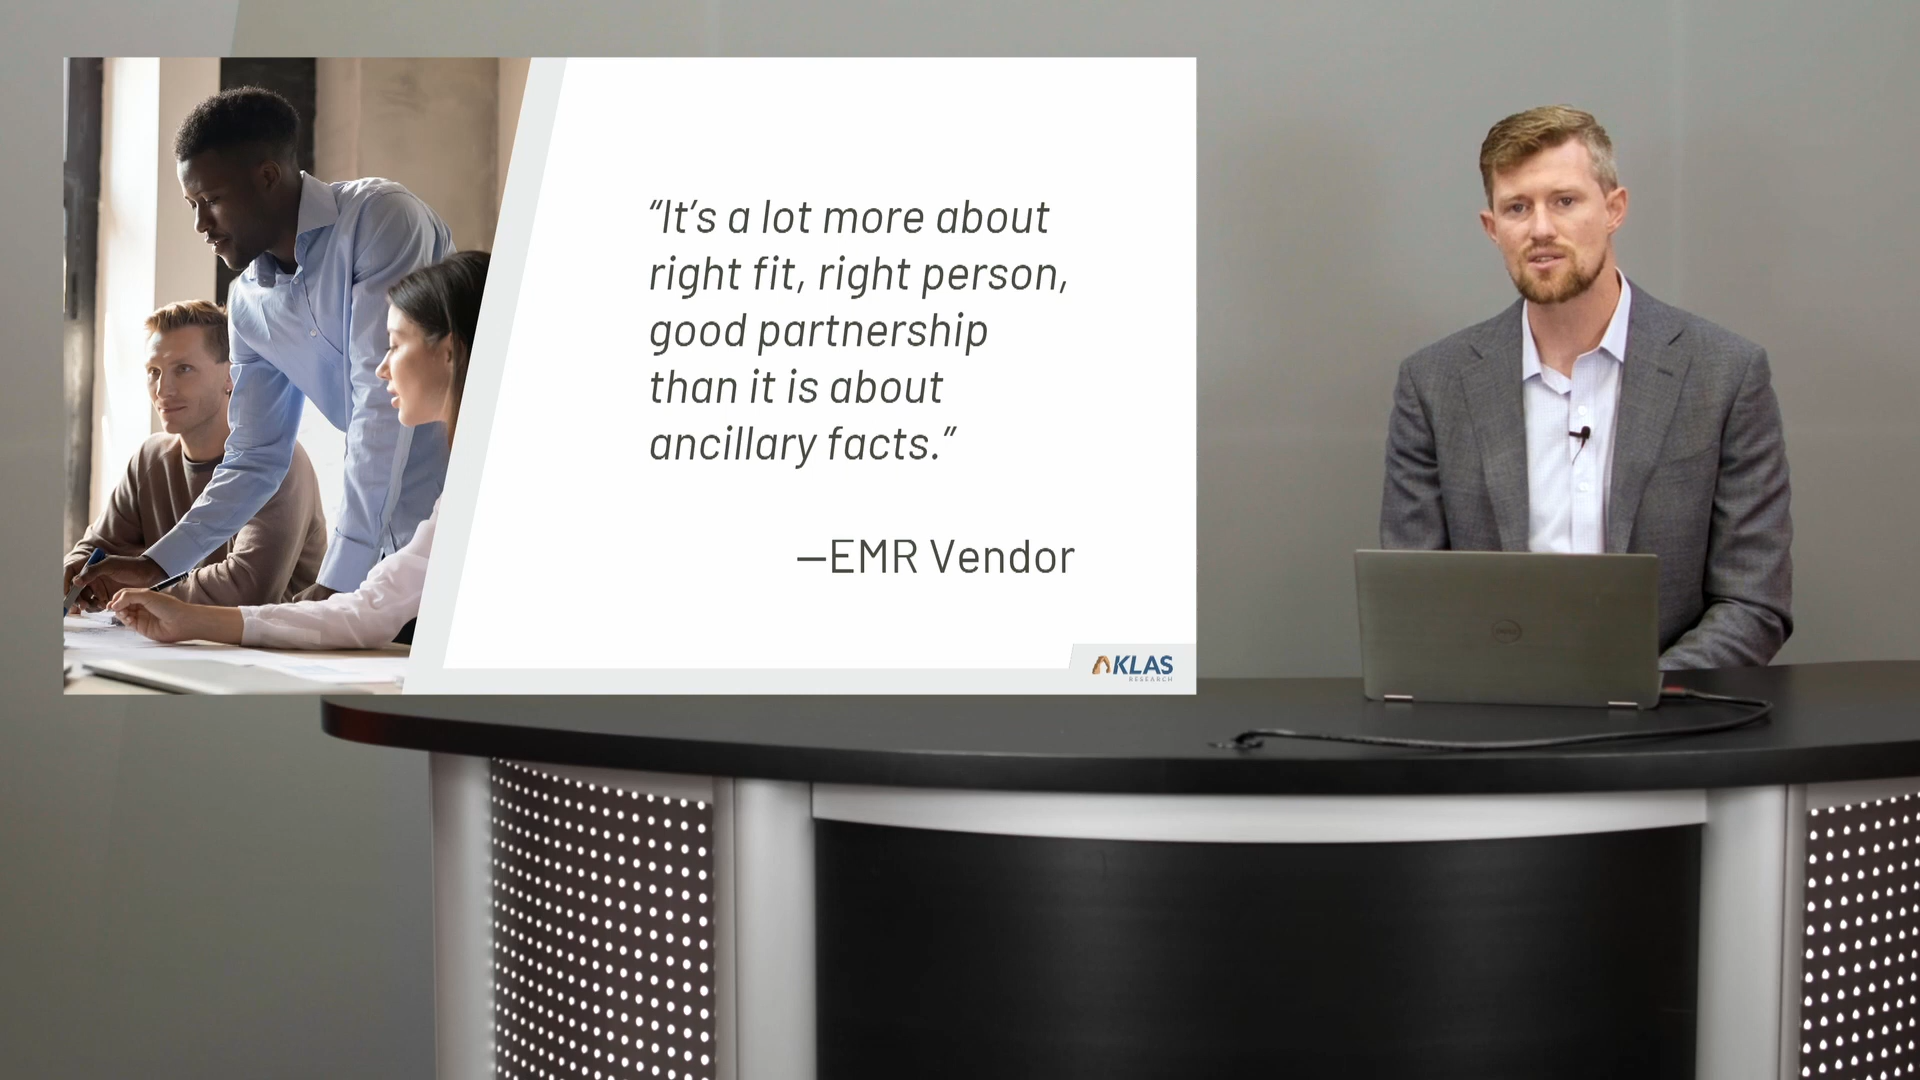 “It’s a lot more about
right fit, right person,
good partnership
than it is about
ancillary facts.”
—EMR Vendor
KLAS
RESEARCH
DELL